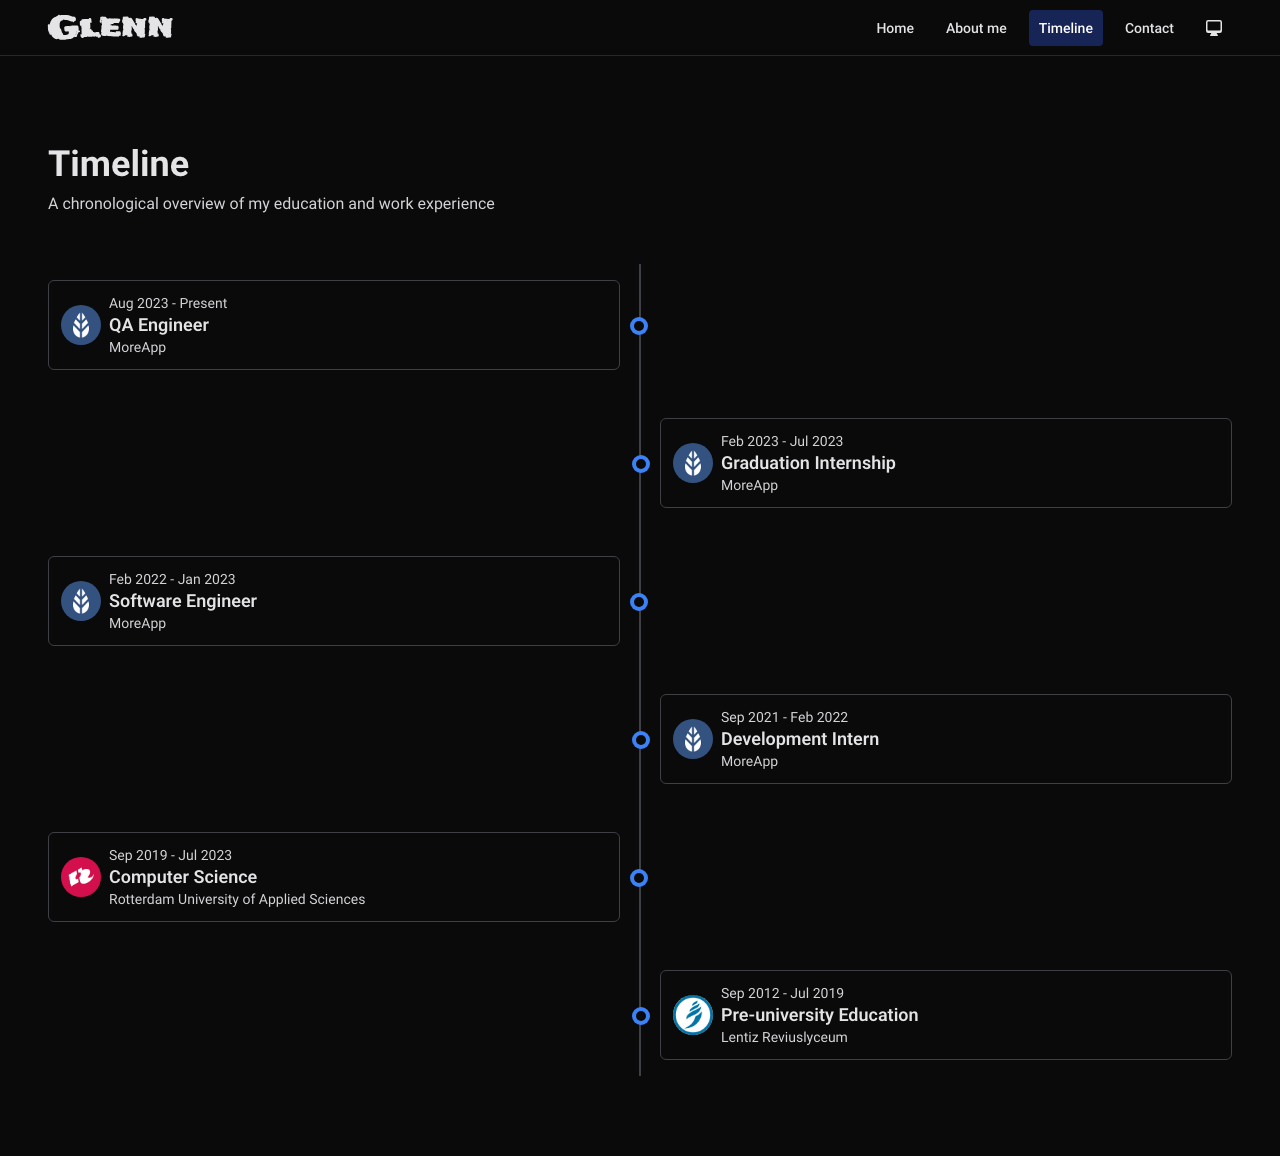 GLENN
Home
About me
Timeline
Contact
Timeline
A chronological overview of my education and work experience
Aug 2023 - Present
QA Engineer
MoreApp
Feb 2023 - Jul 2023
Graduation Internship
MoreApp
Feb 2022 - Jan 2023
Software Engineer
MoreApp
Sep 2021 - Feb 2022
Development Intern
MoreApp
Sep 2019 - Jul 2023
Computer Science
Rotterdam University of Applied Sciences
Sep 2012 - Jul 2019
Pre-university Education
Lentiz Reviuslyceum